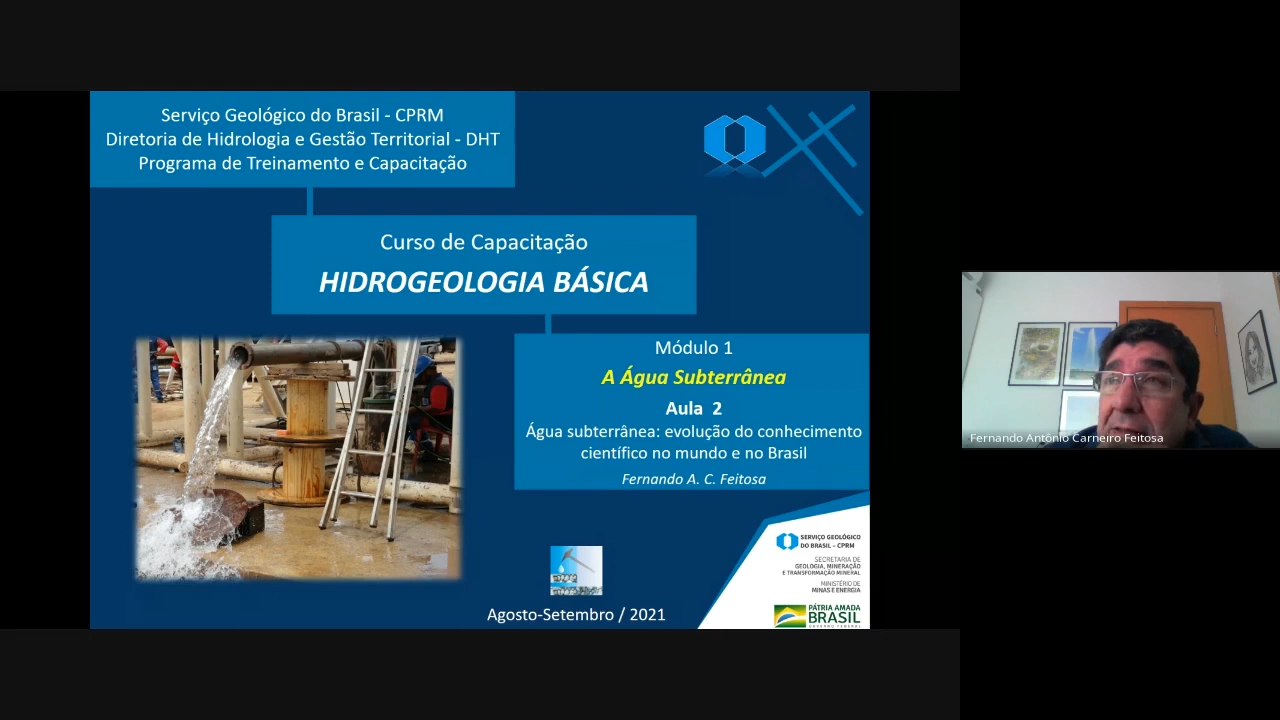 Serviço Geológico do Brasil - CPRM
Diretoria de Hidrologia e Gestão Territorial - DHT
Programa de Treinamento e Capacitação
Curso de Capacitação
HIDROGEOLOGIA BÁSICA
Módulo 1
A Água Subterrânea
Aula 2
Água subterrânea: evolução do conhecimento
científico no mundo e no Brasil
Fernando A. C. Feitosa
Agosto-Setembro / 2021
SERVIÇO GEOLÓGICO
DO BRASIL – CPRM
SECRETARIA DE
GEOLOGIA, MINERAÇÃO
E TRANSFORMAÇÃO MINERAL
MINISTÉRIO DE
MINAS E ENERGIA
PÁTRIA AMADA
BRASIL
GOVERNO FEDERAL
Fernando Antônio Carneiro Feitosa